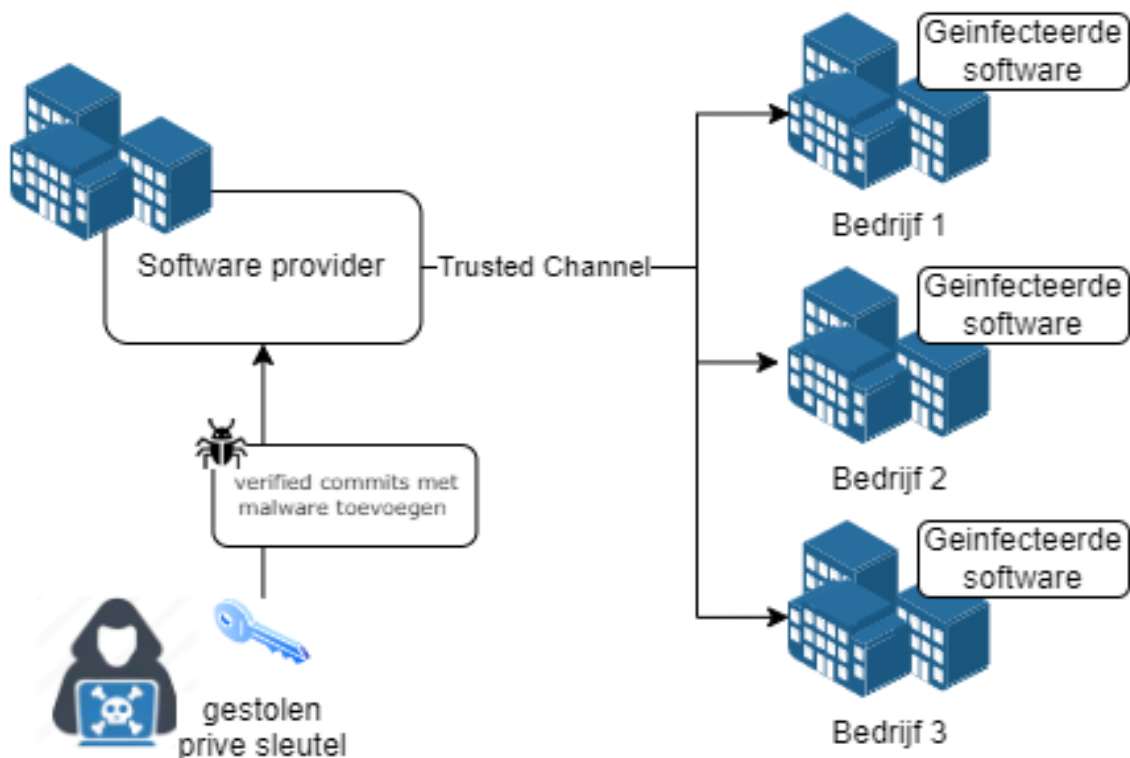 Geinfecteerde
software
Bedrijf 1
Software provider
Trusted Channel
Geinfecteerde
software
Bedrijf 2
verified commits met
malware toevoegen
Geinfecteerde
software
Bedrijf 3
gestolen
prive sleutel